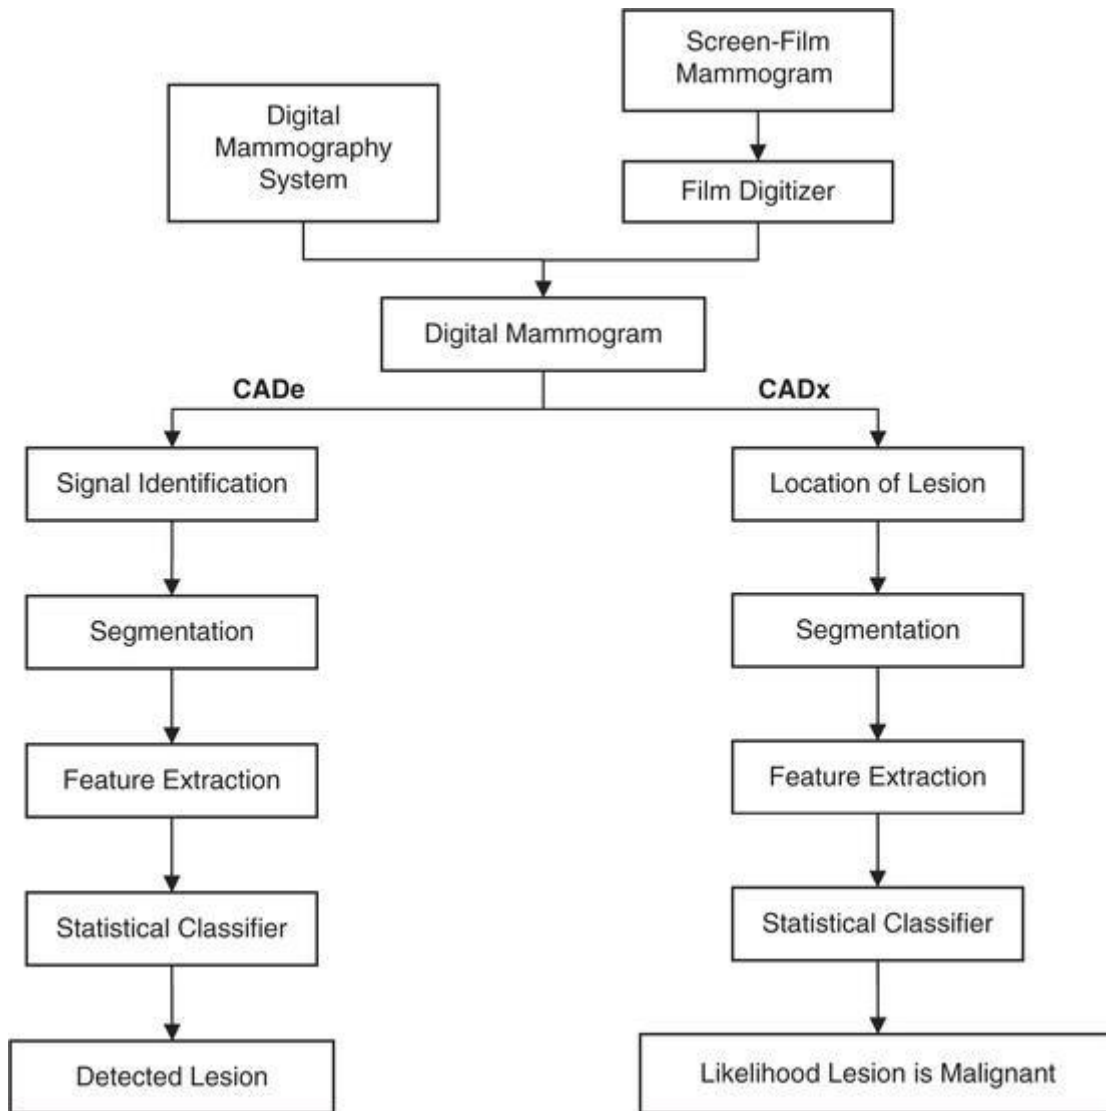 Screen-Film
Mammogram
Digital
Mammography
System
Film Digitizer
Digital Mammogram
CADe
CADx
Signal Identification
Location of Lesion
Segmentation
Segmentation
Feature Extraction
Feature Extraction
Statistical Classifier
Statistical Classifier
Detected Lesion
Likelihood Lesion is Malignant